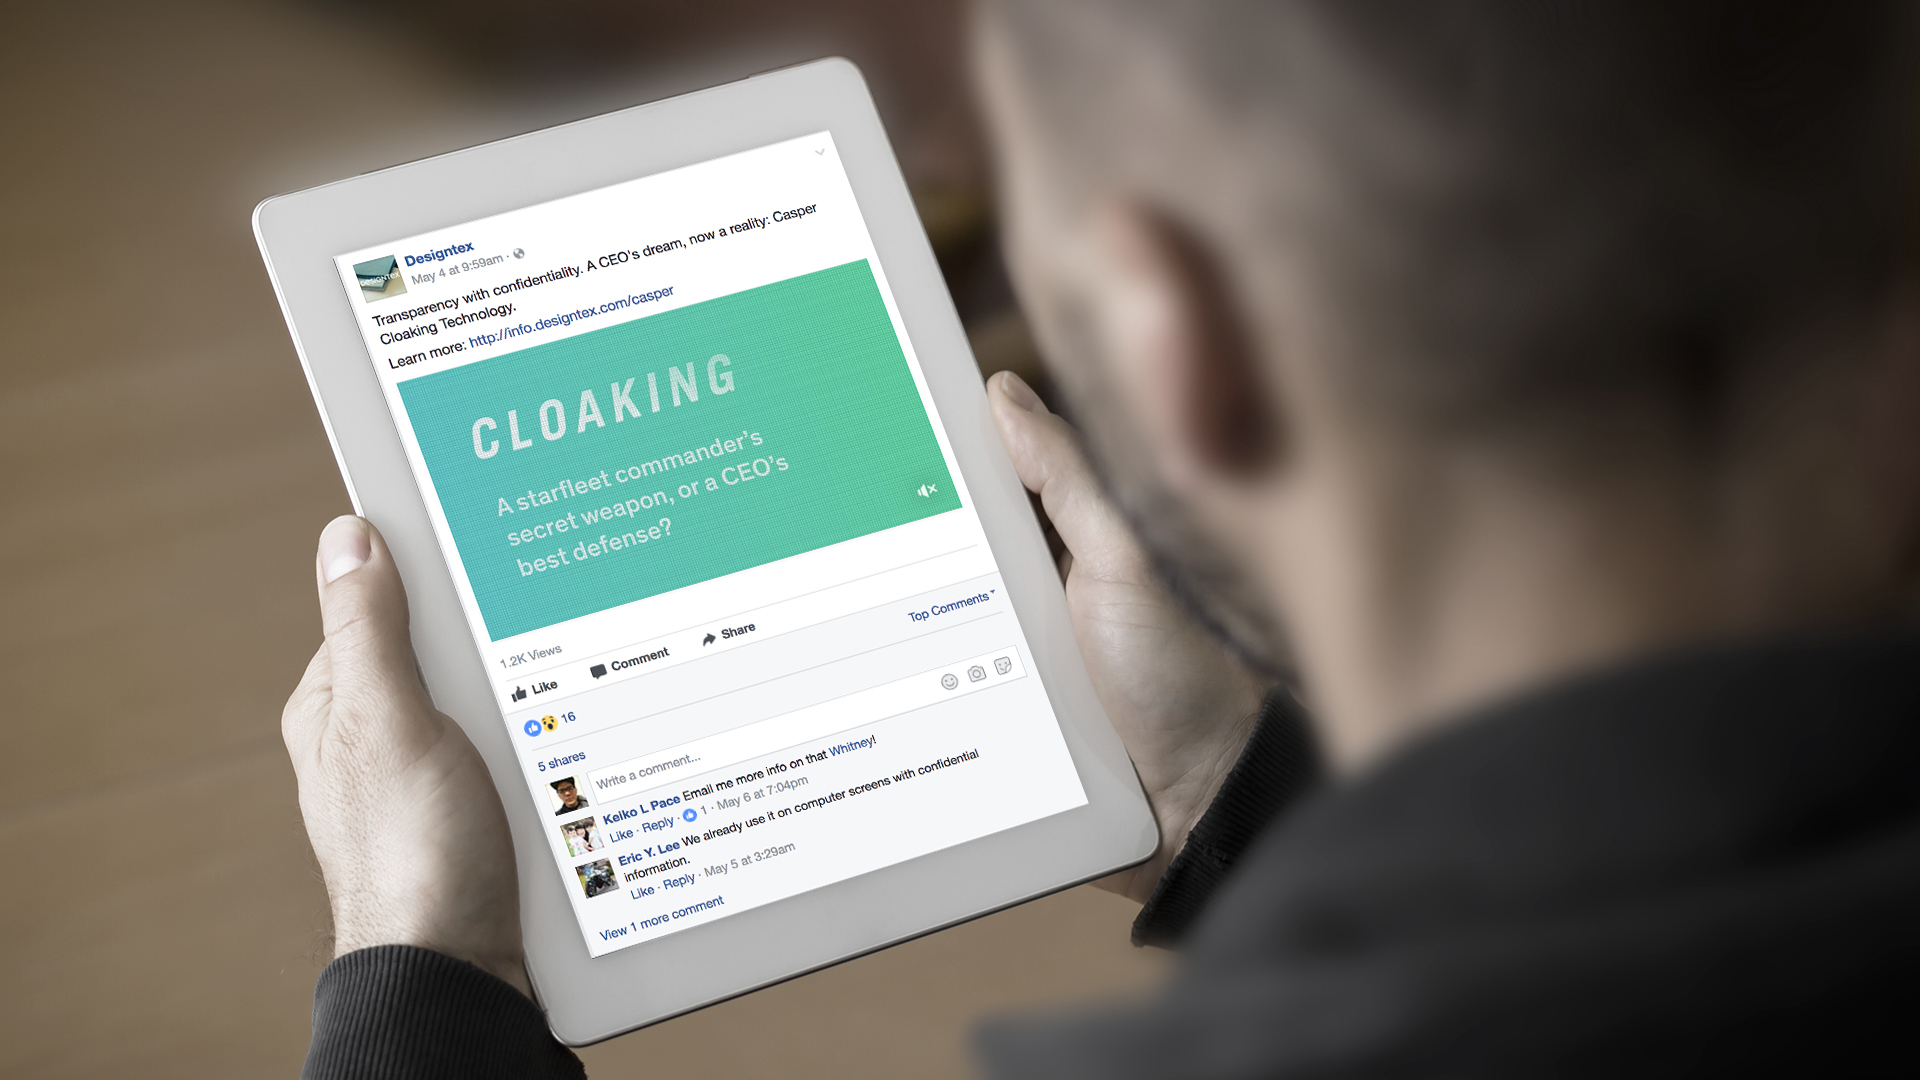 Designtex
May 4 at 9:59am ·
Transparency with confidentiality. A CEO's dream, now a reality: Casper
Cloaking Technology.
Learn more: http://info.designtex.com/casper
CLOAKING
A starfleet commander's
secret weapon, or a CEO's
best defense?
1.2K Views
Like Comment Share
Top Comments
16
5 shares
Write a comment...
Keiko L Pace Email me more info on that Whitney!
Like · Reply · 1 · May 6 at 7:04pm
Eric Y. Lee We already use it on computer screens with confidential
information.
Like · Reply · May 5 at 3:29am
View 1 more comment